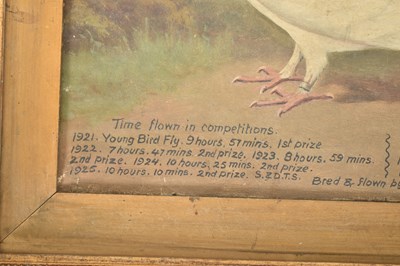 Time flown in competitions.
1921. Young Bird Fly. 9 hours, 57 mins, 1st prize
1922. 7 hours. 47 mins. 2nd prize. 1923. 8 hours. 59 mins.
2nd prize. 1924. 10 hours, 25 mins. 2nd prize.
1925. 10 hours. 10 mins. 2nd prize.
Bred & flown by